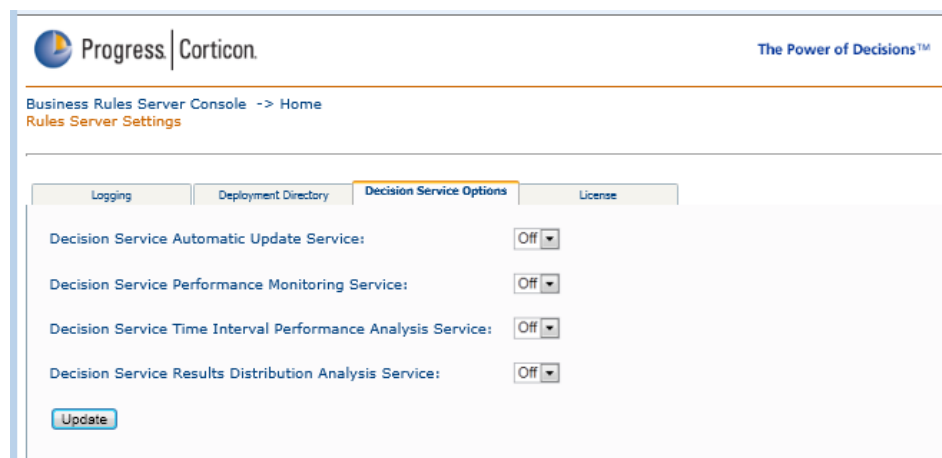 Progress. Corticon.
The Power of Decisions™
Business Rules Server Console -> Home
Rules Server Settings
Logging Deployment Directory Decision Service Options License
Decision Service Automatic Update Service: Off
Decision Service Performance Monitoring Service: Off
Decision Service Time Interval Performance Analysis Service: Off
Decision Service Results Distribution Analysis Service: Off
Update